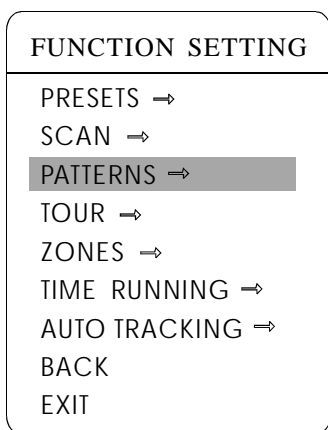 FUNCTION SETTING
PRESETS ⇒
SCAN ⇒
PATTERNS ⇒
TOUR ⇒
ZONES ⇒
TIME RUNNING ⇒
AUTO TRACKING ⇒
BACK
EXIT